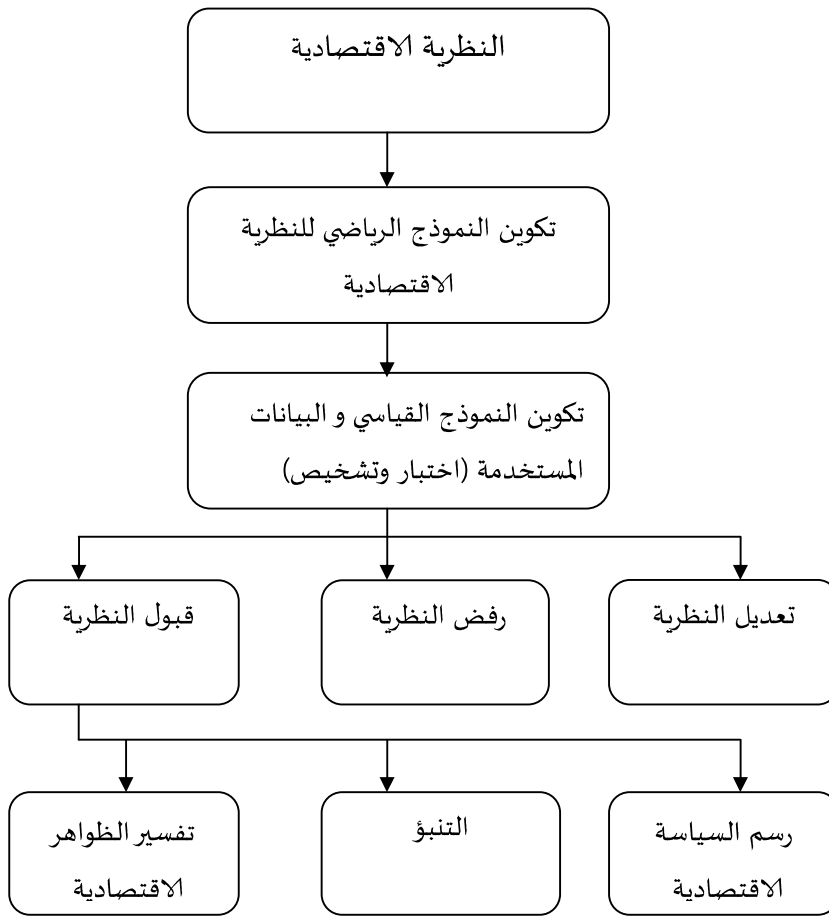 النظرية الاقتصادية
تكوين النموذج الرياضي للنظرية
الاقتصادية
تكوين النموذج القياسي و البيانات
المستخدمة (اختبار وتشخيص)
تعديل النظرية
رفض النظرية
قبول النظرية
رسم السياسة
الاقتصادية
التنبؤ
تفسير الظواهر
الاقتصادية